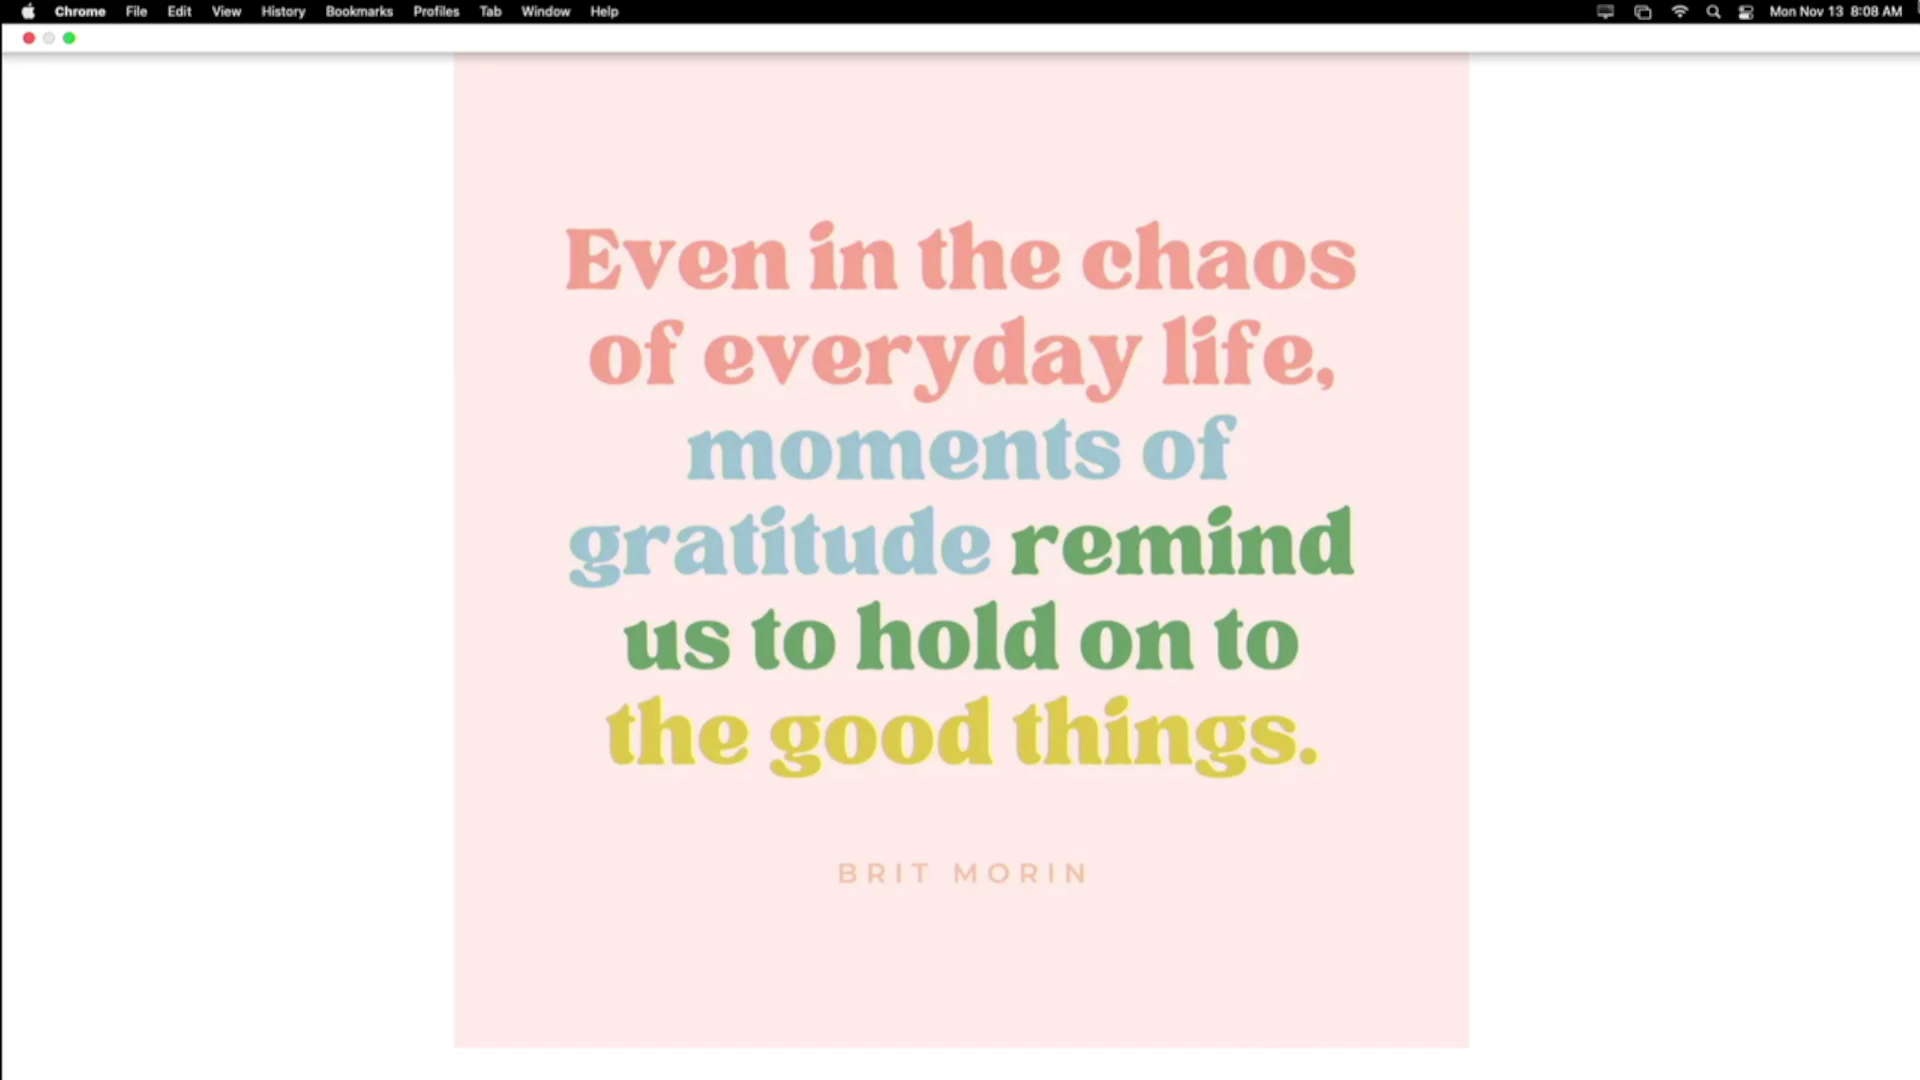 Chrome File Edit View History Bookmarks Profiles Tab Window Help Mon Nov 13 8:08 AM
Even in the chaos
of everyday life,
moments of
gratitude remind
us to hold on to
the good things.
BRIT MORIN